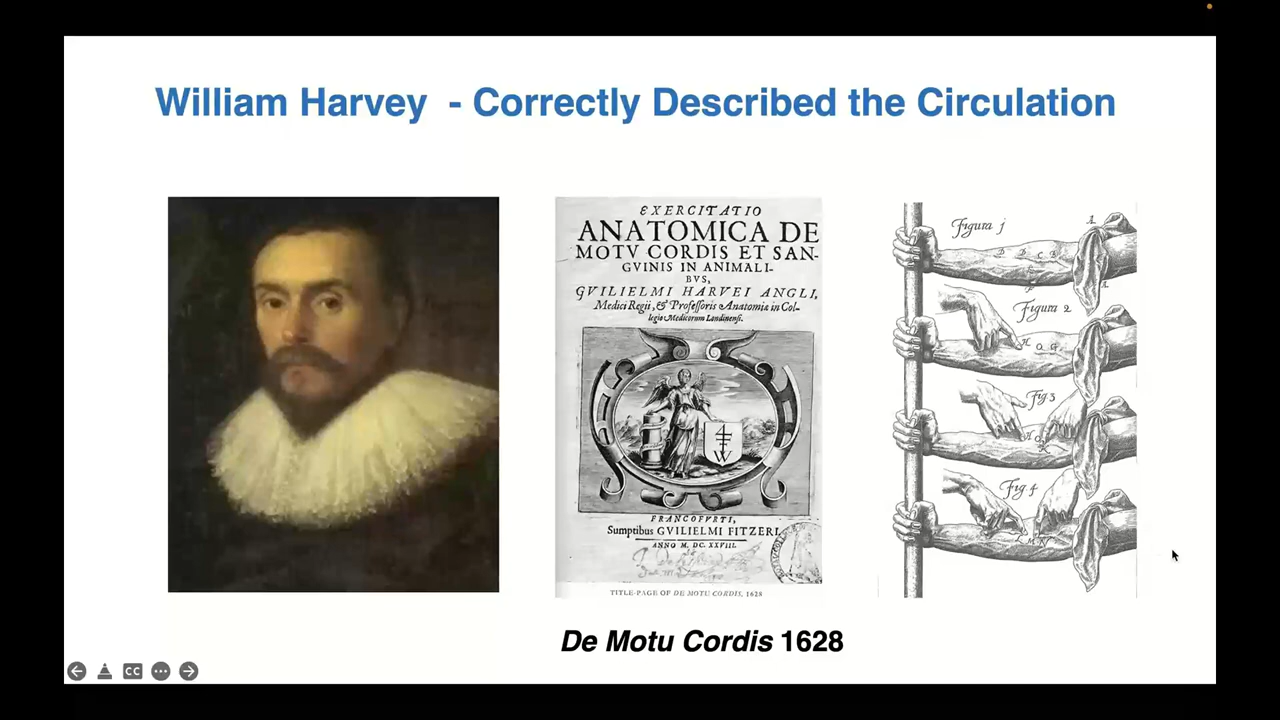 William Harvey - Correctly Described the Circulation
EXERCITATIO
ANATOMICA DE
MOTV CORDIS ET SAN-
GVINIS IN ANIMALI-
BVS,
GVILIELMI HARVEI ANGLI,
Medici Regii, & Professoris Anatomiæ in Col-
legio Medicorum Londinensi.
4
W
FRANCOFVRTI,
Sumptibus GVILIELMI FITZERI.
ANNO M. DC. XXVIII.
TITLE-PAGE OF DE MOTU CORDIS, 1628
Figura 1
A
D D C B
A
Figura 2
H O G
Fig 3
H O
K
Fig 4
De Motu Cordis 1628
CC